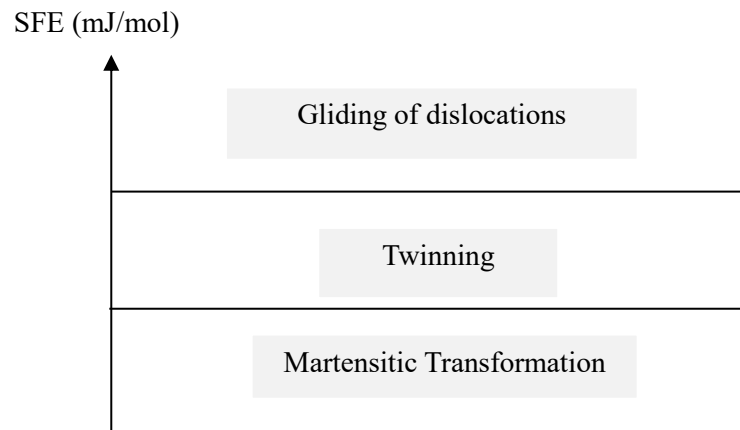 SFE (mJ/mol)
Gliding of dislocations
Twinning
Martensitic Transformation